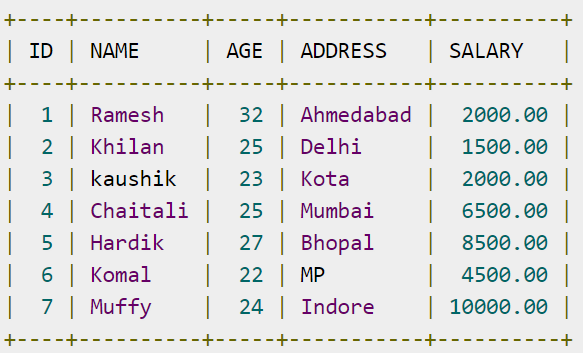 +----+----------+-----+-----------+----------+
| ID | NAME     | AGE | ADDRESS   | SALARY   |
+----+----------+-----+-----------+----------+
|  1 | Ramesh   |  32 | Ahmedabad |  2000.00 |
|  2 | Khilan   |  25 | Delhi     |  1500.00 |
|  3 | kaushik  |  23 | Kota      |  2000.00 |
|  4 | Chaitali |  25 | Mumbai    |  6500.00 |
|  5 | Hardik   |  27 | Bhopal    |  8500.00 |
|  6 | Komal    |  22 | MP        |  4500.00 |
|  7 | Muffy    |  24 | Indore    | 10000.00 |
+----+----------+-----+-----------+----------+